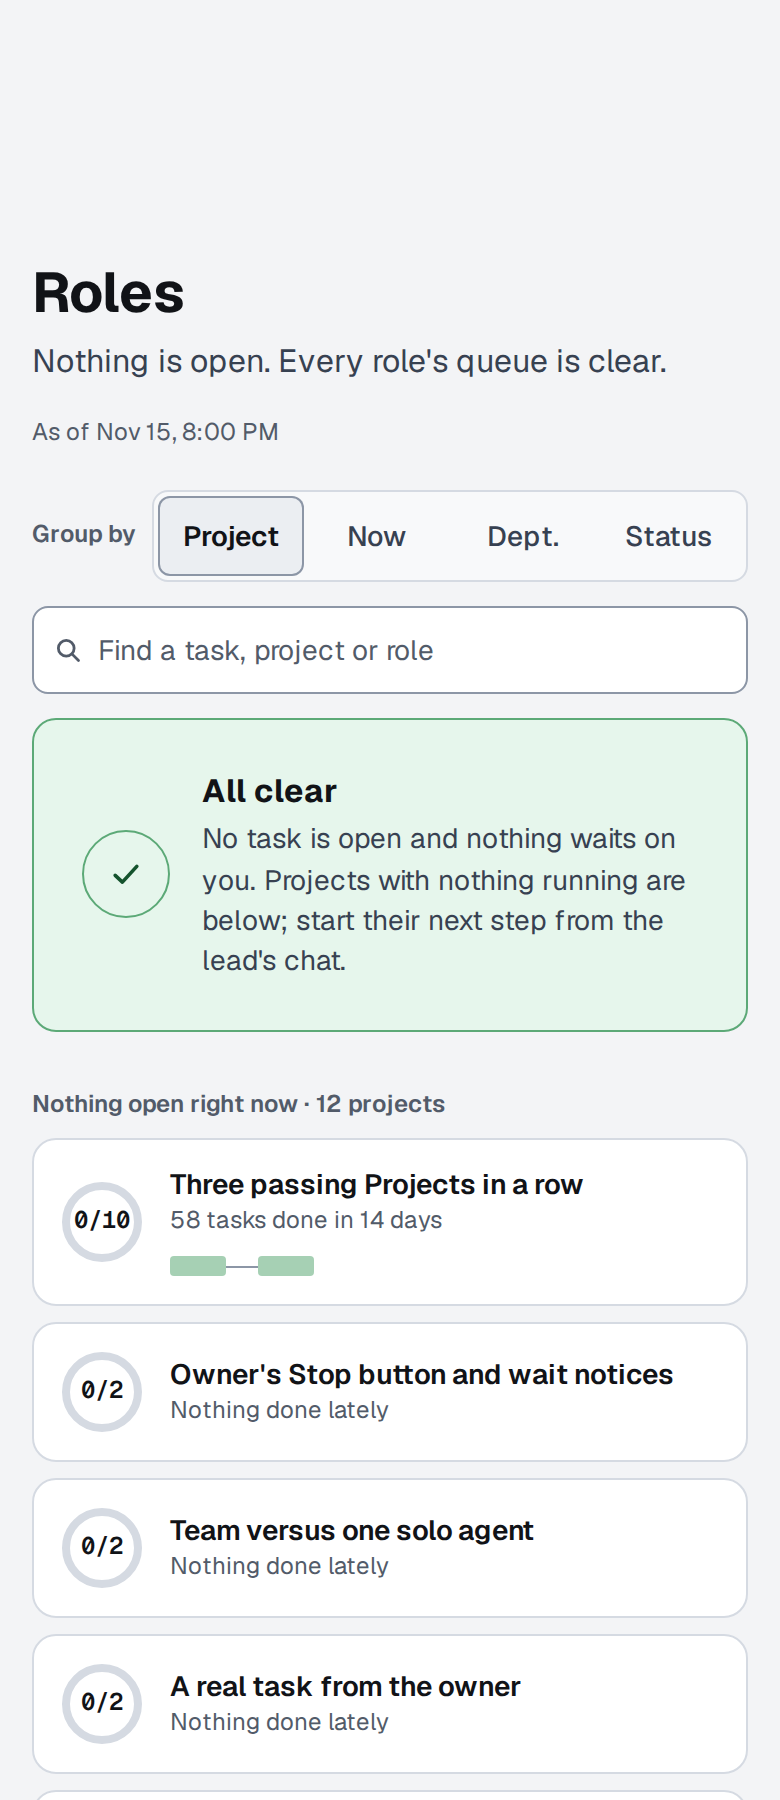 Roles
Nothing is open. Every role's queue is clear.
As of Nov 15, 8:00 PM
Group by Project Now Dept. Status
Find a task, project or role
All clear
No task is open and nothing waits on
you. Projects with nothing running are
below; start their next step from the
lead's chat.
Nothing open right now · 12 projects
0/10 Three passing Projects in a row
58 tasks done in 14 days
0/2 Owner's Stop button and wait notices
Nothing done lately
0/2 Team versus one solo agent
Nothing done lately
0/2 A real task from the owner
Nothing done lately